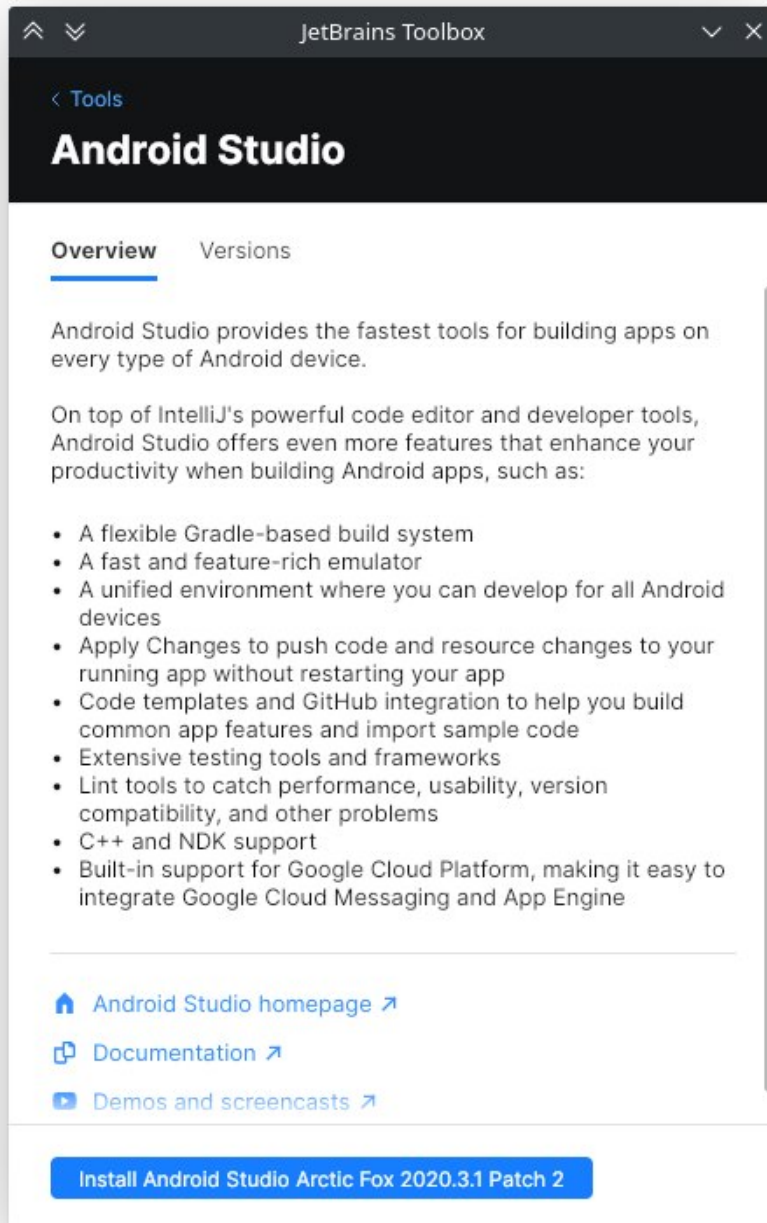 JetBrains Toolbox
Tools
Android Studio
Overview Versions
Android Studio provides the fastest tools for building apps on
every type of Android device.
On top of IntelliJ's powerful code editor and developer tools,
Android Studio offers even more features that enhance your
productivity when building Android apps, such as:
• A flexible Gradle-based build system
• A fast and feature-rich emulator
• A unified environment where you can develop for all Android
devices
• Apply Changes to push code and resource changes to your
running app without restarting your app
• Code templates and GitHub integration to help you build
common app features and import sample code
• Extensive testing tools and frameworks
• Lint tools to catch performance, usability, version
compatibility, and other problems
• C++ and NDK support
• Built-in support for Google Cloud Platform, making it easy to
integrate Google Cloud Messaging and App Engine
Android Studio homepage ↗
Documentation ↗
Demos and screencasts ↗
Install Android Studio Arctic Fox 2020.3.1 Patch 2